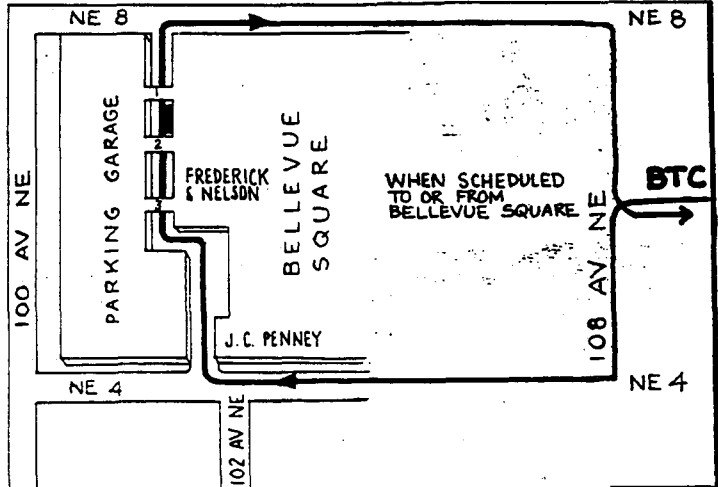 NE 8
NE 8
PARKING GARAGE
1
2
3
FREDERICK
& NELSON
BELLEVUE
SQUARE
WHEN SCHEDULED
TO OR FROM
BELLEVUE SQUARE
BTC
100 AV NE
108 AV NE
J.C. PENNEY
NE 4
NE 4
102 AV NE